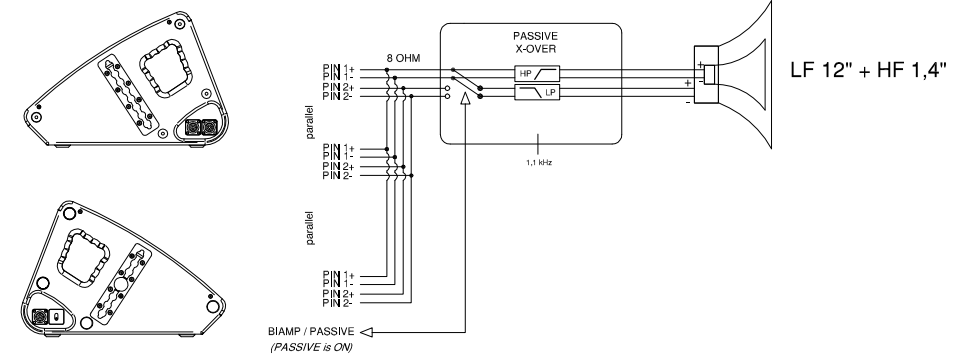 PASSIVE
X-OVER
8 OHM
PIN 1+
PIN 1-
PIN 2+
PIN 2-
HP
LP
+
-
+
-
LF 12" + HF 1,4"
parallel
1,1 kHz
PIN 1+
PIN 1-
PIN 2+
PIN 2-
parallel
PIN 1+
PIN 1-
PIN 2+
PIN 2-
BIAMP / PASSIVE
(PASSIVE is ON)